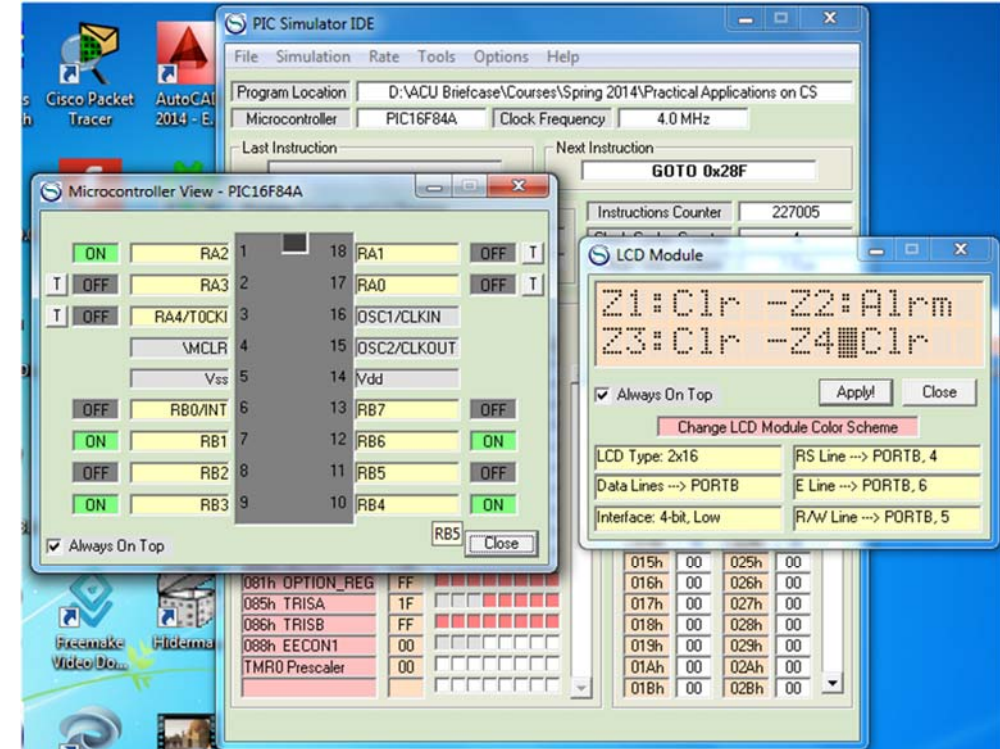 PIC Simulator IDE
File Simulation Rate Tools Options Help
Program Location D:\ACU Briefcase\Courses\Spring 2014\Practical Applications on CS
Microcontroller PIC16F84A Clock Frequency 4.0 MHz
Last Instruction Next Instruction
GOTO 0x28F
Instructions Counter 227005
Cisco Packet Tracer
AutoCAD
2014 - E.
Microcontroller View - PIC16F84A
ON RA2 1 18 RA1 OFF T
T OFF RA3 2 17 RA0 OFF T
T OFF RA4/T0CKI 3 16 OSC1/CLKIN
\MCLR 4 15 OSC2/CLKOUT
Vss 5 14 Vdd
OFF RB0/INT 6 13 RB7 OFF
ON RB1 7 12 RB6 ON
OFF RB2 8 11 RB5 OFF
ON RB3 9 10 RB4 ON
Always On Top RB5 Close
LCD Module
Z1:Clr -Z2:Alrm
Z3:Clr -Z4 Clr
Always On Top Apply! Close
Change LCD Module Color Scheme
LCD Type: 2x16 RS Line ---> PORTB, 4
Data Lines ---> PORTB E Line ---> PORTB, 6
Interface: 4-bit, Low R/W Line ---> PORTB, 5
081h OPTION_REG FF
085h TRISA 1F
086h TRISB FF
088h EECON1 00
TMR0 Prescaler 00
015h 00 025h 00
016h 00 026h 00
017h 00 027h 00
018h 00 028h 00
019h 00 029h 00
01Ah 00 02Ah 00
01Bh 00 02Bh 00
Freemake
Video Do...
Hiderma